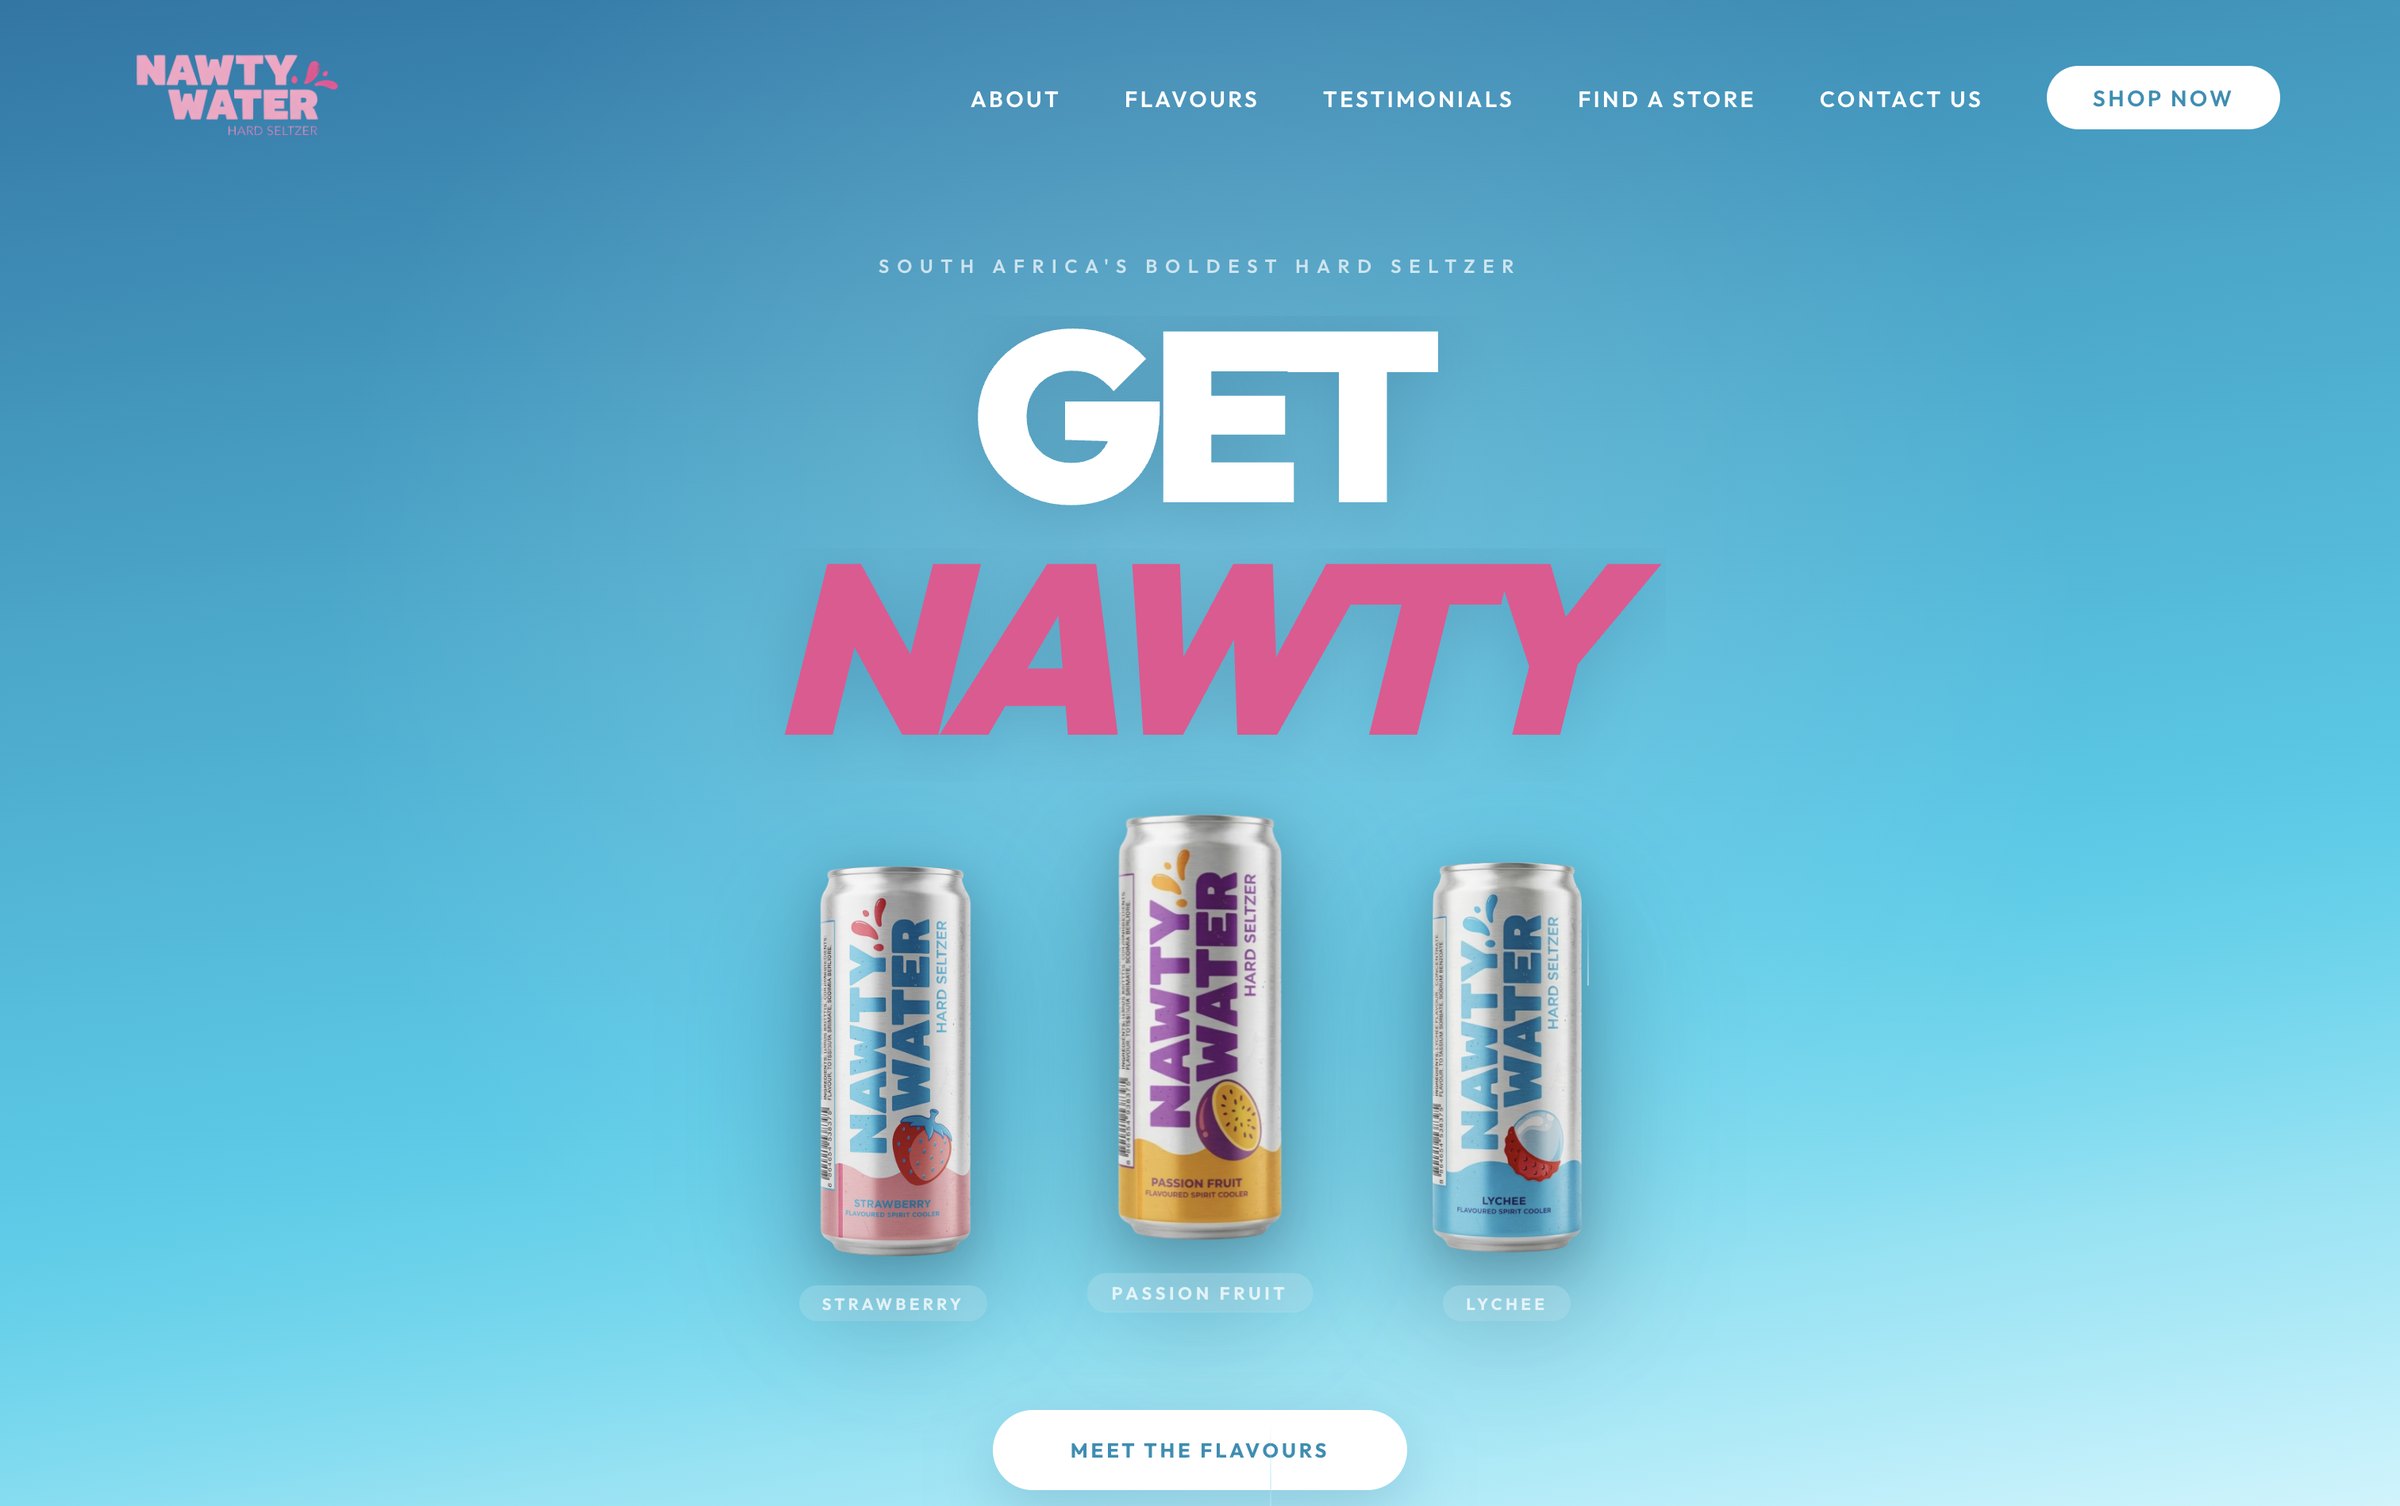 NAWTY
WATER
HARD SELTZER
ABOUT
FLAVOURS
TESTIMONIALS
FIND A STORE
CONTACT US
SHOP NOW
SOUTH AFRICA'S BOLDEST HARD SELTZER
GET
NAWTY
NAWTY
WATER
HARD SELTZER
STRAWBERRY
FLAVOURED SPIRIT COOLER
NAWTY
WATER
HARD SELTZER
PASSION FRUIT
FLAVOURED SPIRIT COOLER
NAWTY
WATER
HARD SELTZER
LYCHEE
FLAVOURED SPIRIT COOLER
STRAWBERRY
PASSION FRUIT
LYCHEE
MEET THE FLAVOURS